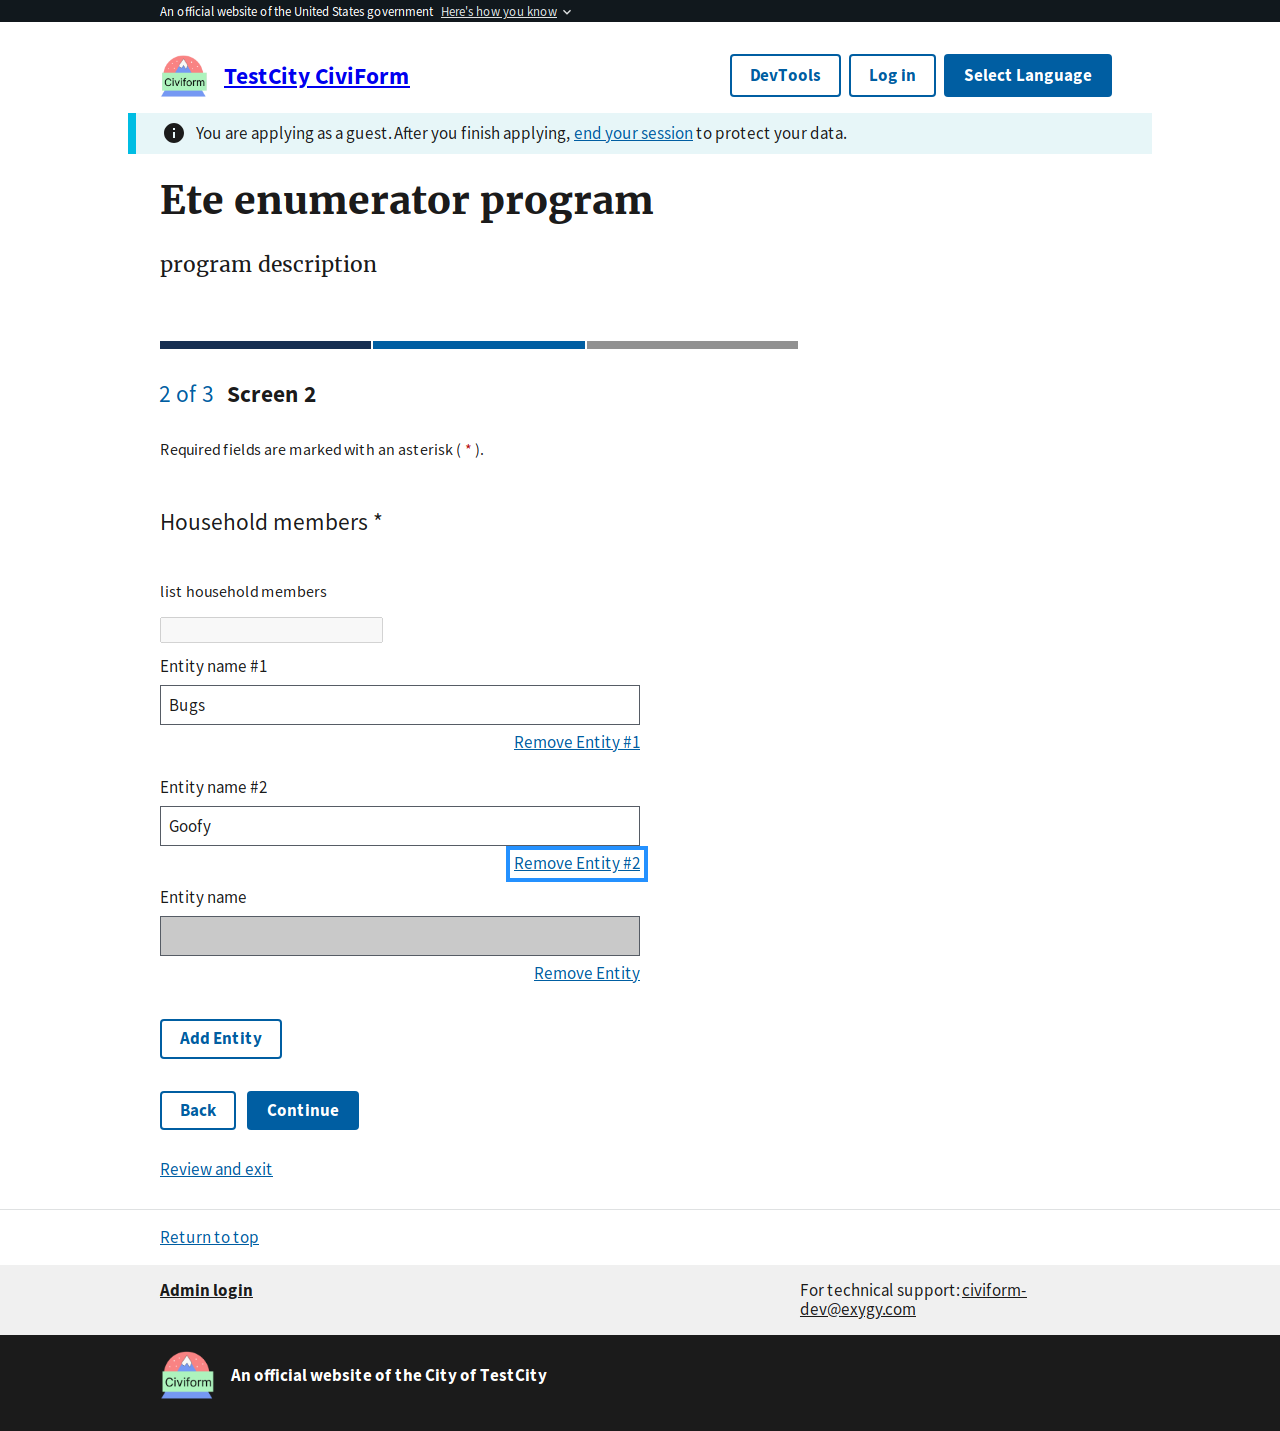 An official website of the United States government Here's how you know
Civiform
TestCity CiviForm
DevTools
Log in
Select Language
You are applying as a guest. After you finish applying, end your session to protect your data.
Ete enumerator program
program description
2 of 3 Screen 2
Required fields are marked with an asterisk ( * ).
Household members *
list household members
Entity name #1
Bugs
Remove Entity #1
Entity name #2
Goofy
Remove Entity #2
Entity name
Remove Entity
Add Entity
Back
Continue
Review and exit
Return to top
Admin login
For technical support: civiform-
dev@exygy.com
Civiform
An official website of the City of TestCity